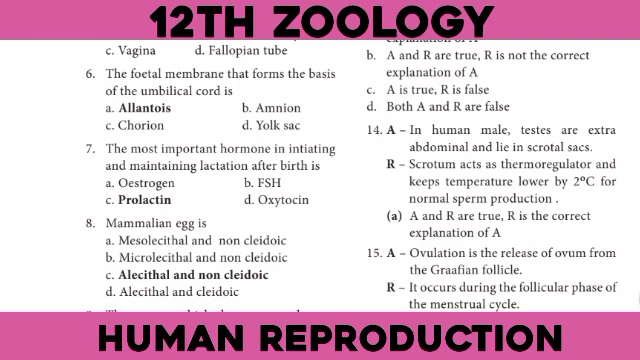 12TH ZOOLOGY
c. Vagina d. Fallopian tube
6. The foetal membrane that forms the basis
of the umbilical cord is
a. Allantois b. Amnion
c. Chorion d. Yolk sac
7. The most important hormone in intiating
and maintaining lactation after birth is
a. Oestrogen b. FSH
c. Prolactin d. Oxytocin
8. Mammalian egg is
a. Mesolecithal and non cleidoic
b. Microlecithal and non cleidoic
c. Alecithal and non cleidoic
d. Alecithal and cleidoic
explanation of A
b. A and R are true, R is not the correct
explanation of A
c. A is true, R is false
d. Both A and R are false
14. A – In human male, testes are extra
abdominal and lie in scrotal sacs.
R – Scrotum acts as thermoregulator and
keeps temperature lower by 2°C for
normal sperm production .
(a) A and R are true, R is the correct
explanation of A
15. A – Ovulation is the release of ovum from
the Graafian follicle.
R – It occurs during the follicular phase of
the menstrual cycle.
HUMAN REPRODUCTION